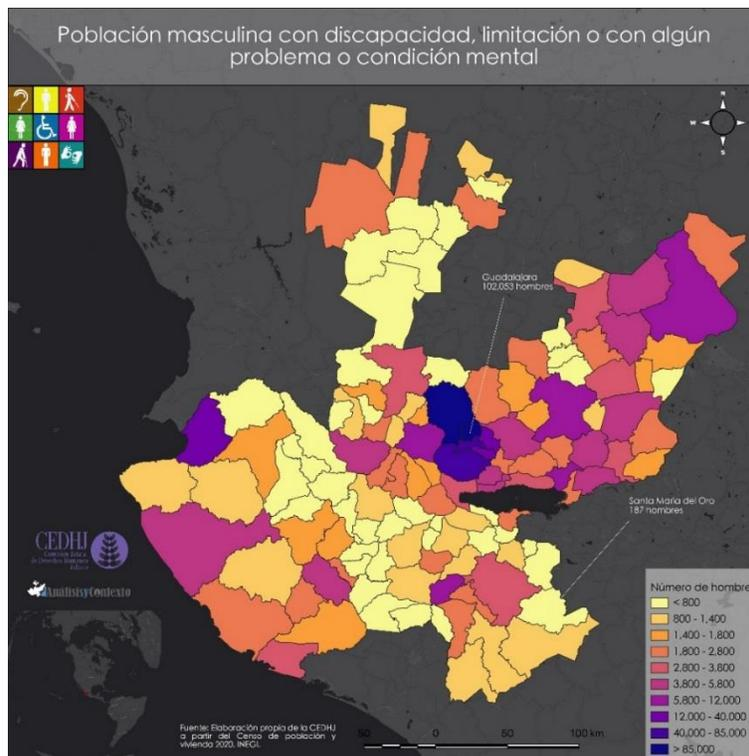 Población masculina con discapacidad, limitación o con algún
problema o condición mental
N
W
S
Guadalajara
102,053 hombres
Santa María del Oro
187 hombres
CEDHJ
AnálisisyContexto
Número de hombre
< 800
800 - 1,400
1,400 - 1,800
1,800 - 2,800
2,800 - 3,800
3,800 - 5,800
5,800 - 12,000
12,000 - 40,000
40,000 - 85,000
> 85,000
Fuente: Elaboración propia de la CEDHJ
a partir del Censo de población y
vivienda 2020, INEGI.
0
50
100 km